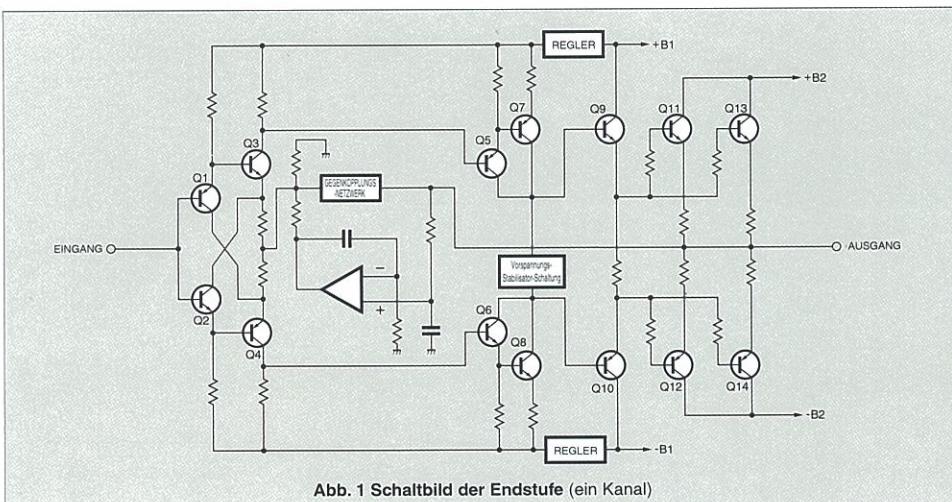 REGLER
+B1
+B2
Q7
Q9
Q11
Q13
Q3
Q5
Q1
GEGENKOPPLUNGS
-NETZWERK
EINGANG
AUSGANG
Vorspannungs-
Stabilisator-Schaltung
−
+
Q2
Q6
Q4
Q8
Q10
Q12
Q14
-B2
REGLER
-B1
Abb. 1 Schaltbild der Endstufe (ein Kanal)